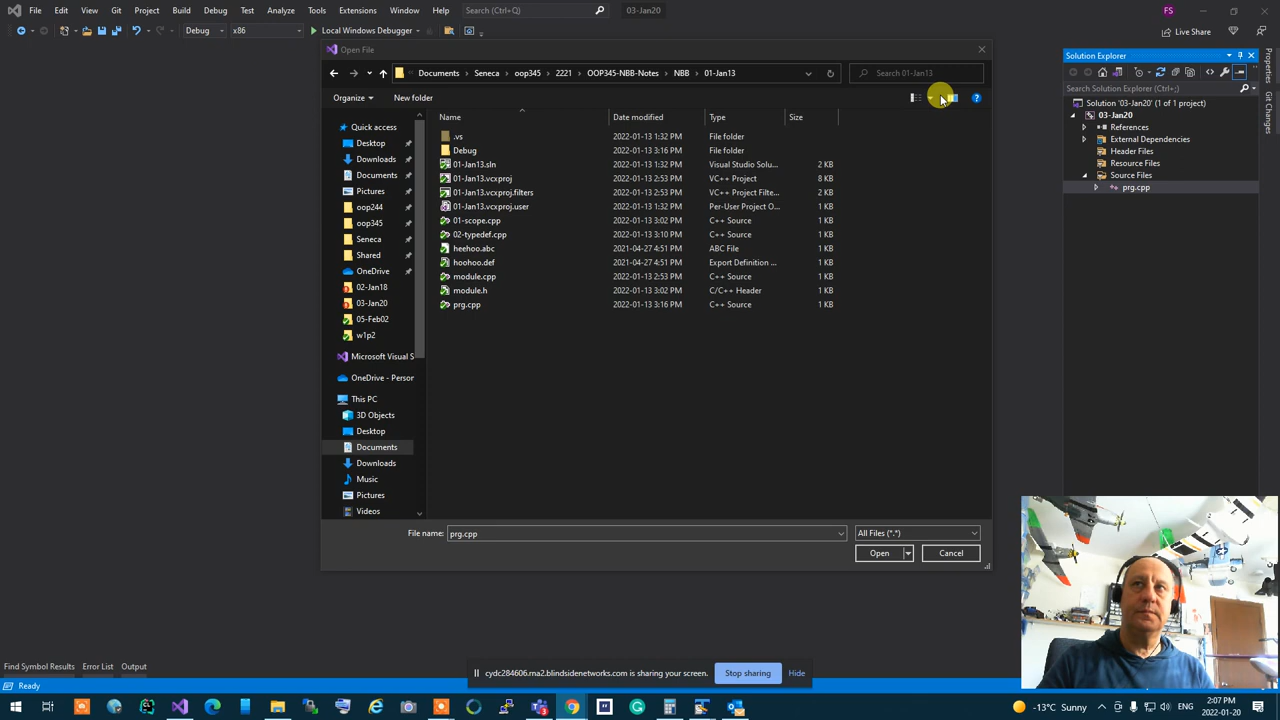 File Edit View Git Project Build Debug Test Analyze Tools Extensions Window Help Search (Ctrl+;) 03-Jan20 FS
Debug x86 Local Windows Debugger Live Share
Open File
Documents Seneca oop345 2221 OOP345-NBB-Notes NBB 01-Jan13 Search 01-Jan13
Organize New folder
Name Date modified Type Size
.vs 2022-01-13 1:32 PM File folder
Debug 2022-01-13 3:16 PM File folder
01-Jan13.sln 2022-01-13 1:32 PM Visual Studio Solu... 2 KB
01-Jan13.vcxproj 2022-01-13 2:53 PM VC++ Project 8 KB
01-Jan13.vcxproj.filters 2022-01-13 2:53 PM VC++ Project Filte... 2 KB
01-Jan13.vcxproj.user 2022-01-13 1:32 PM Per-User Project O... 1 KB
01-scope.cpp 2022-01-13 3:02 PM C++ Source 1 KB
02-typedef.cpp 2022-01-13 3:10 PM C++ Source 1 KB
heehoo.abc 2021-04-27 4:51 PM ABC File 1 KB
hoohoo.def 2021-04-27 4:51 PM Export Definition ... 1 KB
module.cpp 2022-01-13 2:53 PM C++ Source 1 KB
module.h 2022-01-13 3:02 PM C/C++ Header 1 KB
prg.cpp 2022-01-13 3:16 PM C++ Source 1 KB
Quick access
Desktop
Downloads
Documents
Pictures
oop244
oop345
Seneca
Shared
OneDrive
02-Jan18
03-Jan20
05-Feb02
w1p2
Microsoft Visual S
OneDrive - Person
This PC
3D Objects
Desktop
Documents
Downloads
Music
Pictures
Videos
File name: prg.cpp All Files (*.*)
Open Cancel
Solution Explorer
Search Solution Explorer (Ctrl+;)
Solution '03-Jan20' (1 of 1 project)
03-Jan20
References
External Dependencies
Header Files
Resource Files
Source Files
prg.cpp
Properties
Git Changes
Find Symbol Results Error List Output
cydc284606.rna2.blindsidenetworks.com is sharing your screen. Stop sharing Hide
Ready
-13°C Sunny ENG 2:07 PM
2022-01-20